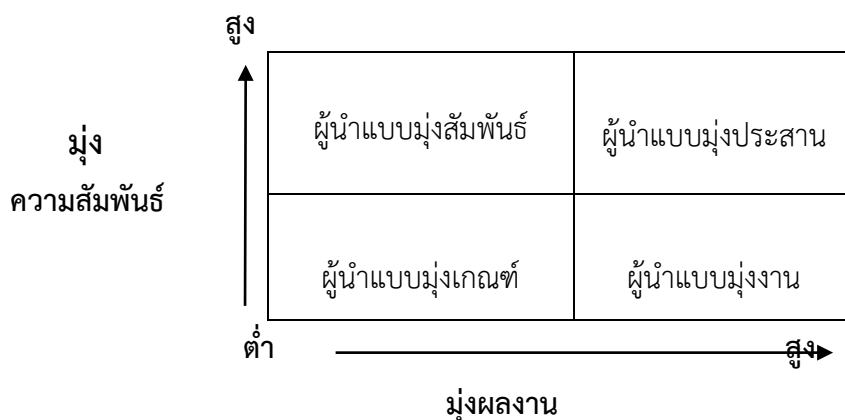 สูง
ผู้นำแบบมุ่งสัมพันธ์
ผู้นำแบบมุ่งประสาน
มุ่ง
ความสัมพันธ์
ผู้นำแบบมุ่งเกณฑ์
ผู้นำแบบมุ่งงาน
ต่ำ
สูง
มุ่งผลงาน